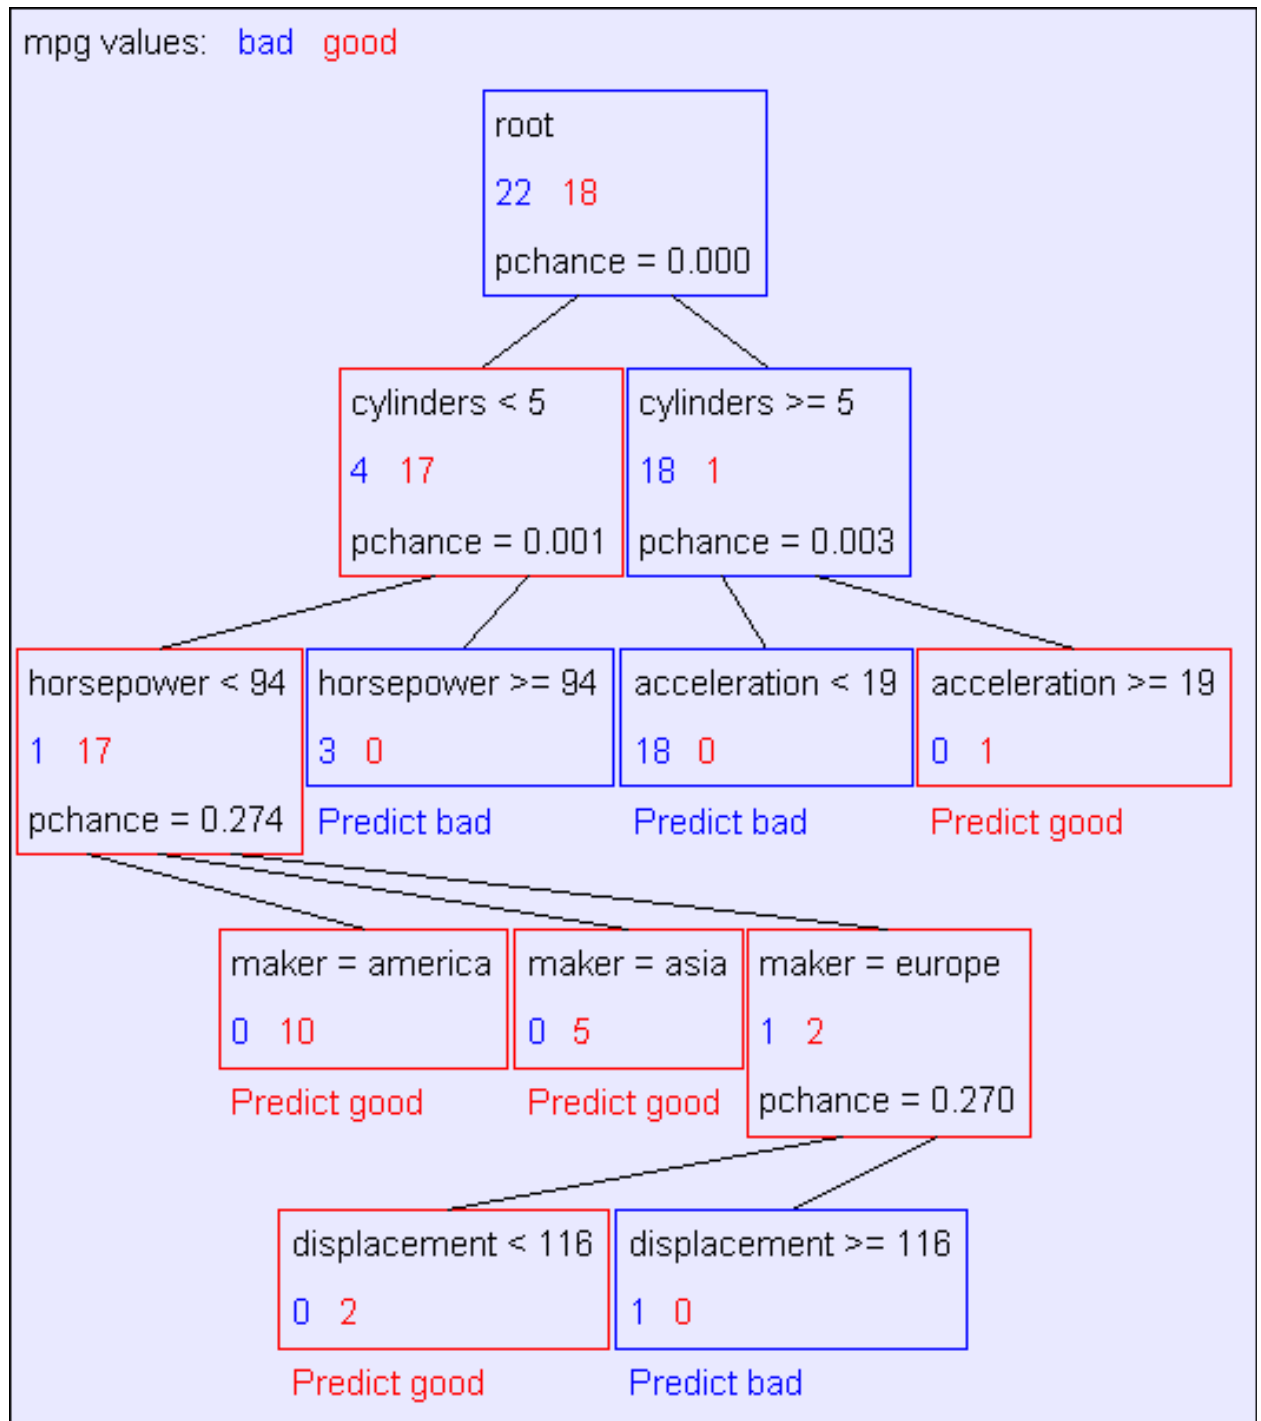 mpg values: bad good
root
22 18
pchance = 0.000
cylinders < 5
4 17
pchance = 0.001
cylinders >= 5
18 1
pchance = 0.003
horsepower < 94
1 17
pchance = 0.274
horsepower >= 94
3 0
Predict bad
acceleration < 19
18 0
Predict bad
acceleration >= 19
0 1
Predict good
maker = america
0 10
Predict good
maker = asia
0 5
Predict good
maker = europe
1 2
pchance = 0.270
displacement < 116
0 2
Predict good
displacement >= 116
1 0
Predict bad